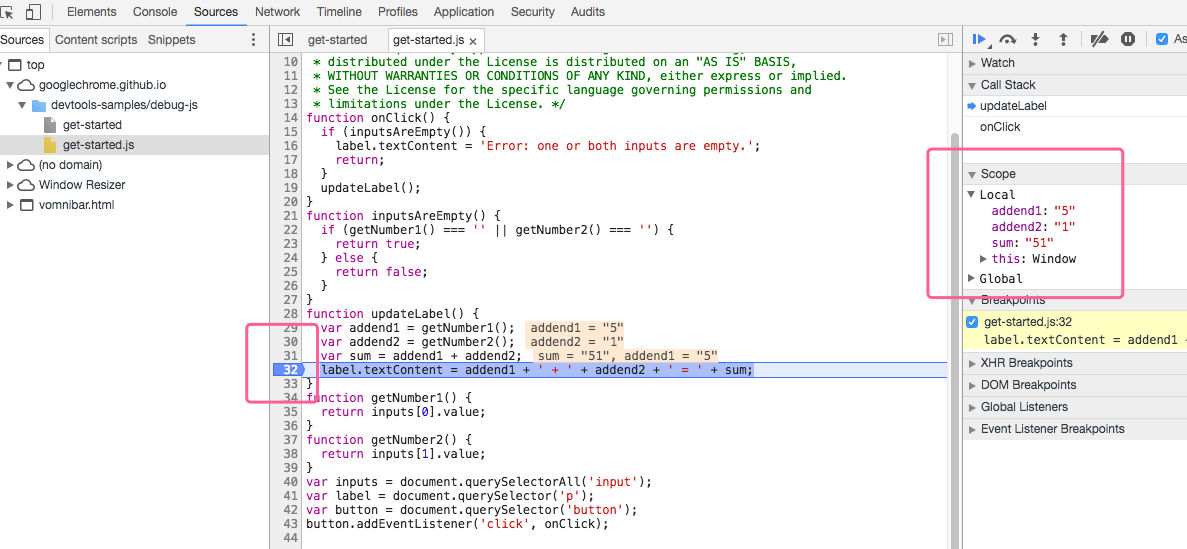 Elements Console Sources Network Timeline Profiles Application Security Audits
Sources Content scripts Snippets
top
googlechrome.github.io
devtools-samples/debug-js
get-started
get-started.js
(no domain)
Window Resizer
vomnibar.html
get-started get-started.js ×
10 * distributed under the License is distributed on an "AS IS" BASIS,
11 * WITHOUT WARRANTIES OR CONDITIONS OF ANY KIND, either express or implied.
12 * See the License for the specific language governing permissions and
13 * limitations under the License. */
14 function onClick() {
15 if (inputsAreEmpty()) {
16 label.textContent = 'Error: one or both inputs are empty.';
17 return;
18 }
19 updateLabel();
20 }
21 function inputsAreEmpty() {
22 if (getNumber1() === '' || getNumber2() === '') {
23 return true;
24 } else {
25 return false;
26 }
27 }
28 function updateLabel() {
29 var addend1 = getNumber1(); addend1 = "5"
30 var addend2 = getNumber2(); addend2 = "1"
31 var sum = addend1 + addend2; sum = "51", addend1 = "5"
32 label.textContent = addend1 + ' + ' + addend2 + ' = ' + sum;
33 }
34 function getNumber1() {
35 return inputs[0].value;
36 }
37 function getNumber2() {
38 return inputs[1].value;
39 }
40 var inputs = document.querySelectorAll('input');
41 var label = document.querySelector('p');
42 var button = document.querySelector('button');
43 button.addEventListener('click', onClick);
44
As
Watch
Call Stack
updateLabel
onClick
Scope
Local
addend1: "5"
addend2: "1"
sum: "51"
this: Window
Global
Breakpoints
get-started.js:32
label.textContent = addend1 +
XHR Breakpoints
DOM Breakpoints
Global Listeners
Event Listener Breakpoints